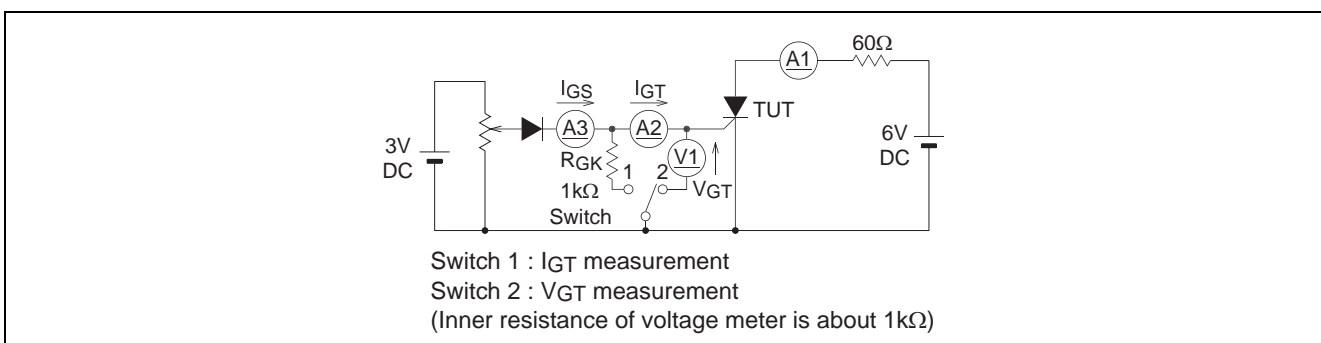 60Ω
A1
IGS
IGT
TUT
3V
DC
A3
A2
6V
DC
RGK
1
2
V1
VGT
1kΩ
Switch
Switch 1 : IGT measurement
Switch 2 : VGT measurement
(Inner resistance of voltage meter is about 1kΩ)